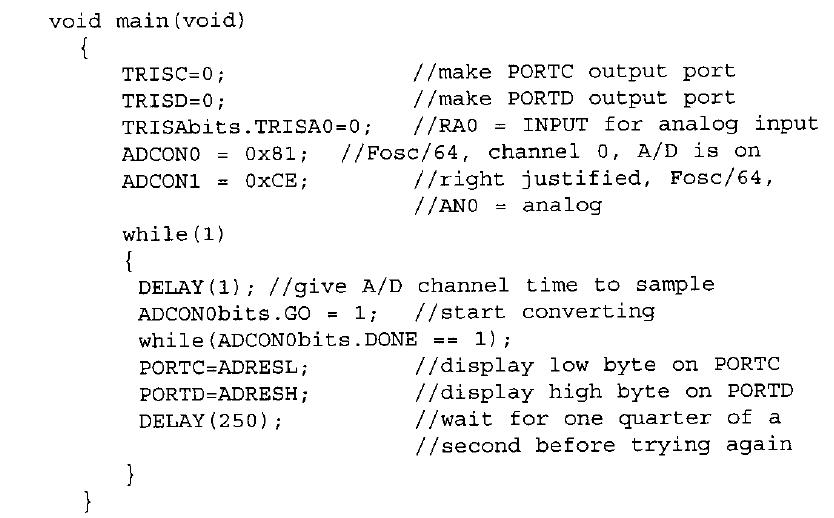 void main(void)
{
TRISC=0; //make PORTC output port
TRISD=0; //make PORTD output port
TRISAbits.TRISA0=0; //RA0 = INPUT for analog input
ADCON0 = 0x81; //Fosc/64, channel 0, A/D is on
ADCON1 = 0xCE; //right justified, Fosc/64,
//AN0 = analog
while(1)
{
DELAY(1); //give A/D channel time to sample
ADCON0bits.GO = 1; //start converting
while(ADCON0bits.DONE == 1);
PORTC=ADRESL; //display low byte on PORTC
PORTD=ADRESH; //display high byte on PORTD
DELAY(250); //wait for one quarter of a
//second before trying again
}
}